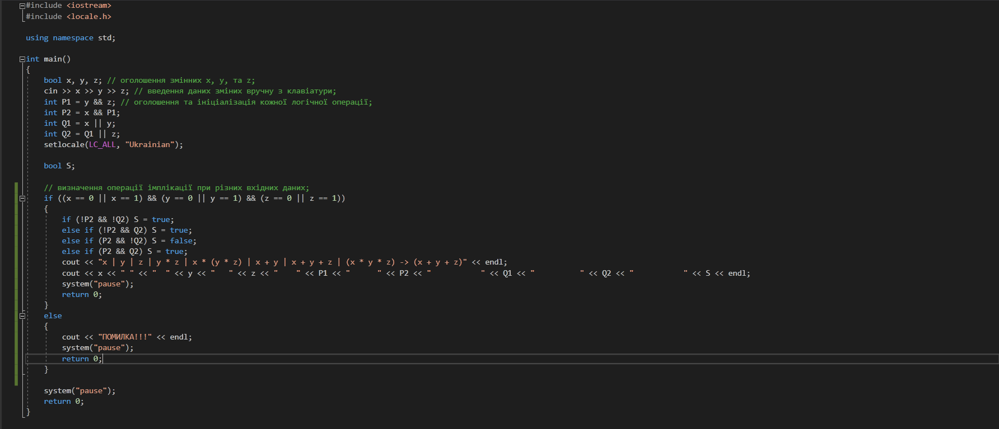 #include <iostream>
#include <locale.h>
using namespace std;
int main()
{
bool x, y, z; // оголошення змінних x, y, та z;
cin >> x >> y >> z; // введення даних зміних вручну з клавіатури;
int P1 = y && z; // оголошення та ініціалізація кожної логічної операції;
int P2 = x && P1;
int Q1 = x || y;
int Q2 = Q1 || z;
setlocale(LC_ALL, "Ukrainian");
bool S;
// визначення операції імплікації при різних вхідних даних;
if ((x == 0 || x == 1) && (y == 0 || y == 1) && (z == 0 || z == 1))
{
if (!P2 && !Q2) S = true;
else if (!P2 && Q2) S = true;
else if (P2 && !Q2) S = false;
else if (P2 && Q2) S = true;
cout << "x | y | z | y * z | x * (y * z) | x + y | x + y + z | (x * y * z) -> (x + y + z)" << endl;
cout << x << " " << "  " << y << "   " << z << "    " << P1 << "      " << P2 << "           " << Q1 << "          " << Q2 << "           " << S << endl;
system("pause");
return 0;
}
else
{
cout << "ПОМИЛКА!!!" << endl;
system("pause");
return 0;
}
system("pause");
return 0;
}